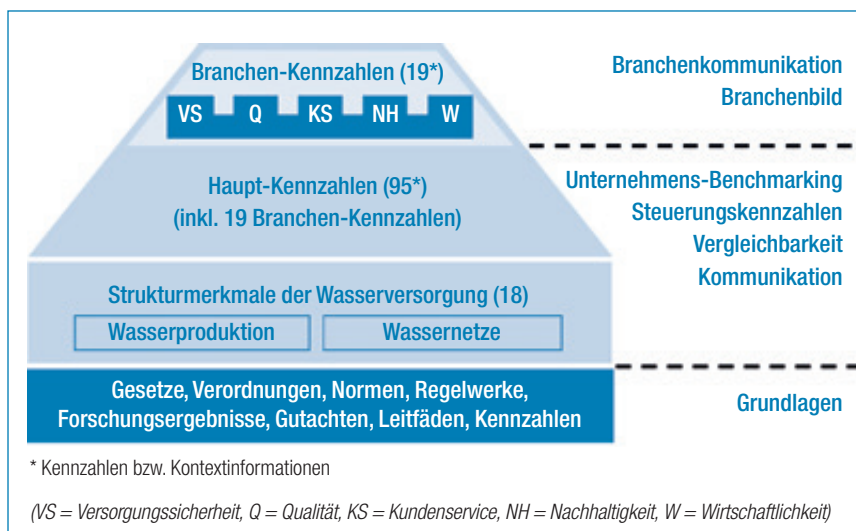 Branchen-Kennzahlen (19*)
VS Q KS NH W
Branchenkommunikation
Branchenbild
Haupt-Kennzahlen (95*)
(inkl. 19 Branchen-Kennzahlen)
Unternehmens-Benchmarking
Steuerungskennzahlen
Vergleichbarkeit
Kommunikation
Strukturmerkmale der Wasserversorgung (18)
Wasserproduktion Wassernetze
Gesetze, Verordnungen, Normen, Regelwerke,
Forschungsergebnisse, Gutachten, Leitfäden, Kennzahlen
Grundlagen
* Kennzahlen bzw. Kontextinformationen
(VS = Versorgungssicherheit, Q = Qualität, KS = Kundenservice, NH = Nachhaltigkeit, W = Wirtschaftlichkeit)